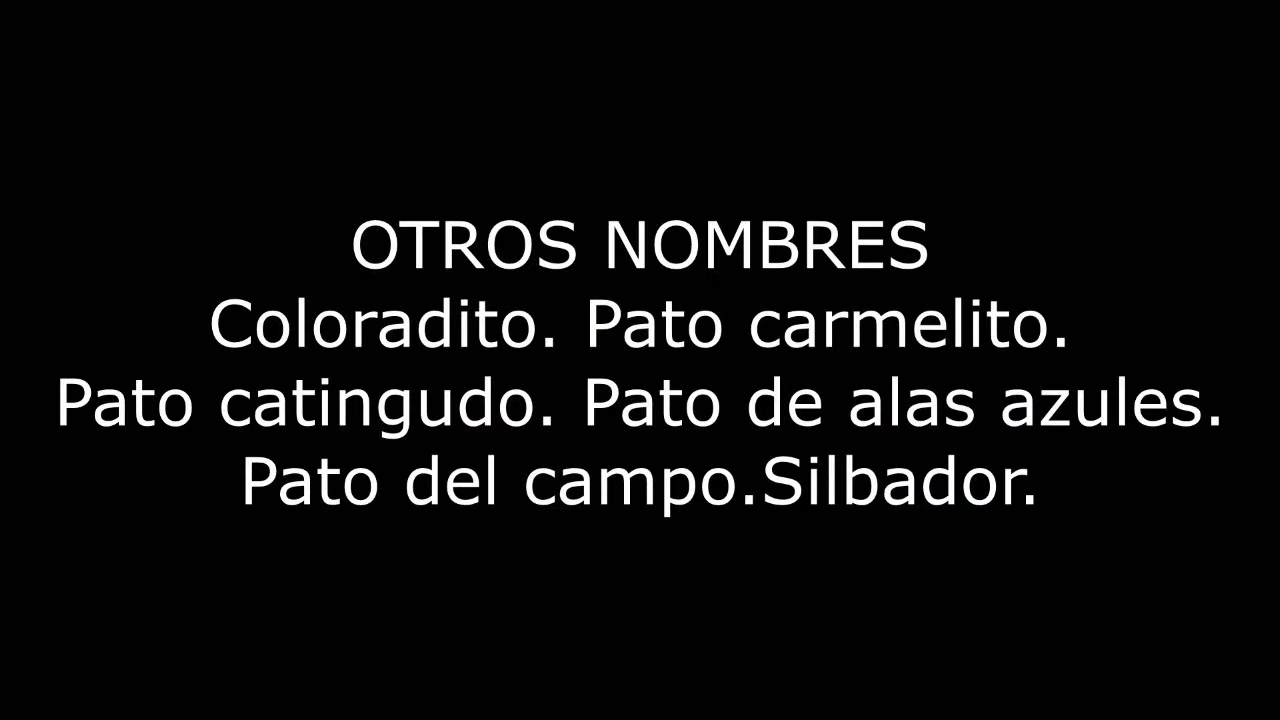 OTROS NOMBRES
Coloradito. Pato carmelito.
Pato catingudo. Pato de alas azules.
Pato del campo.Silbador.